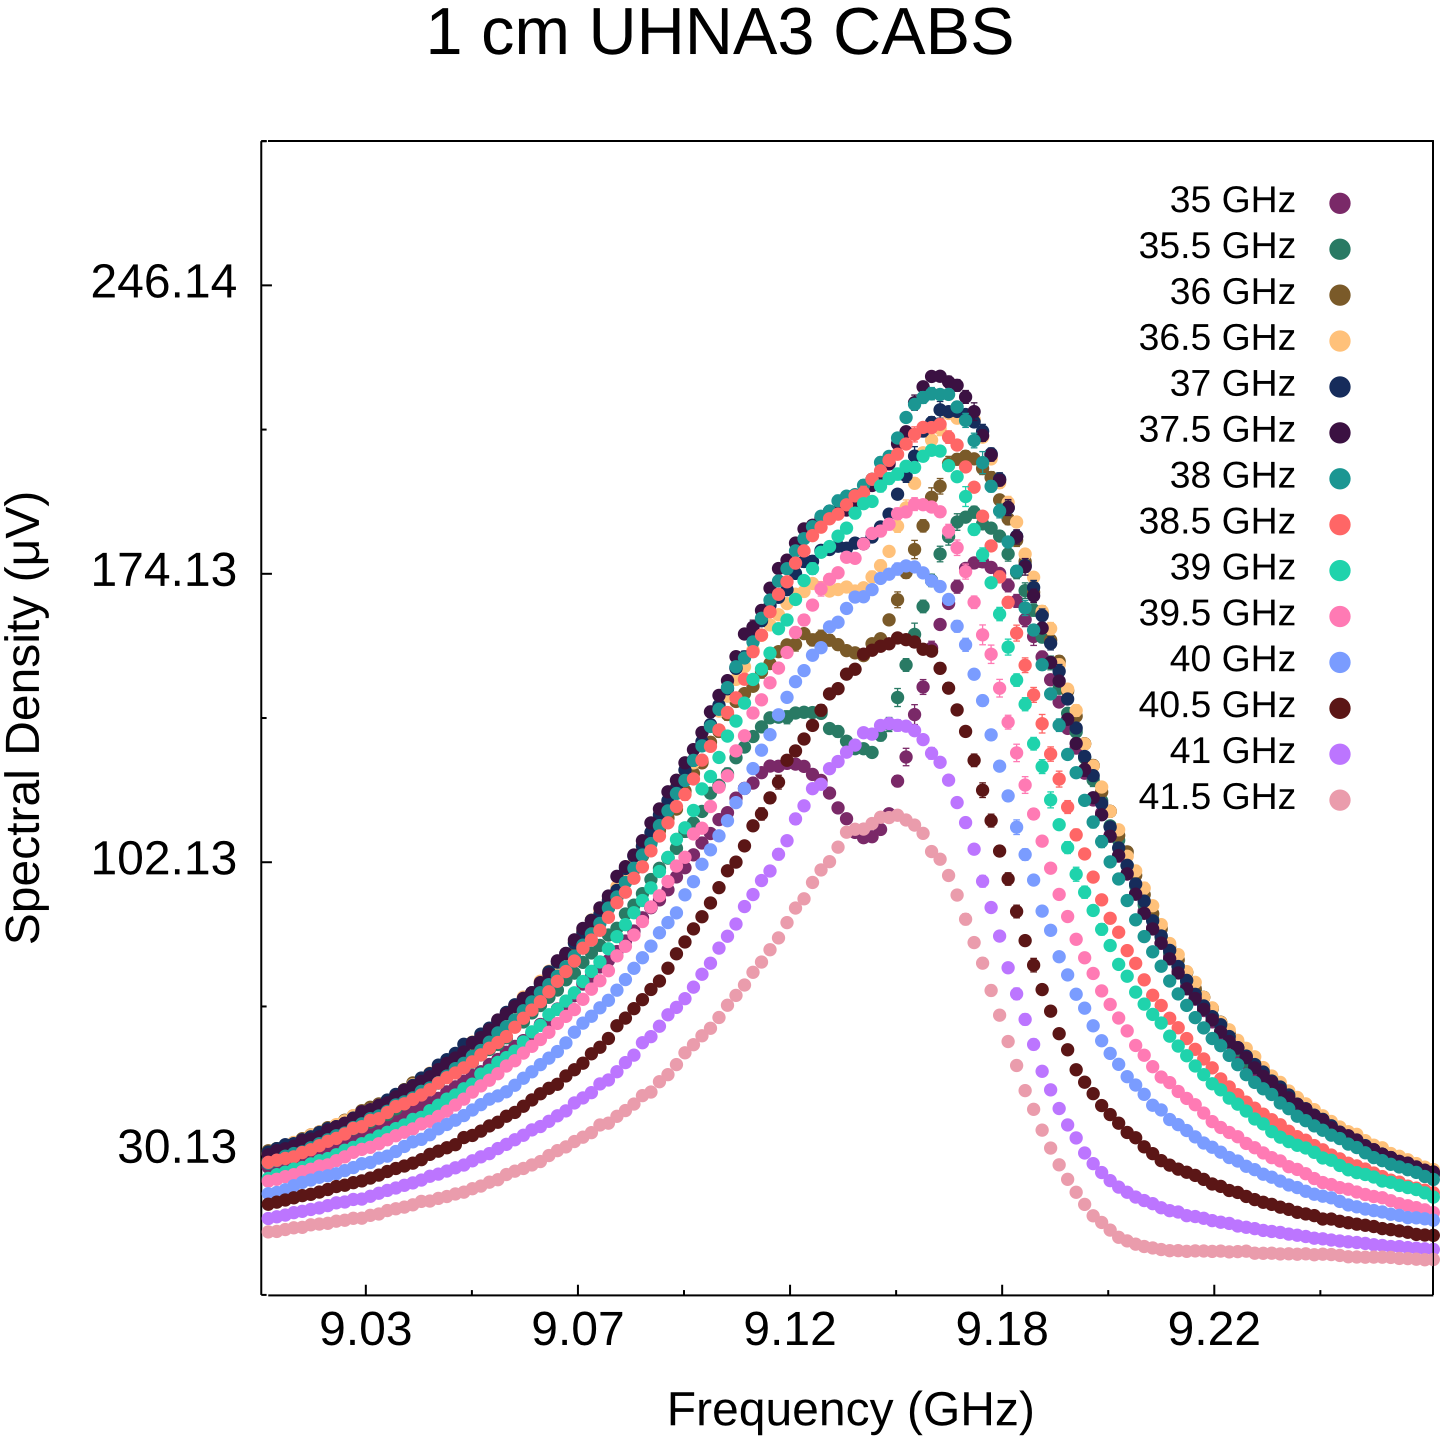 1 cm UHNA3 CABS
246.14
174.13
102.13
30.13
Spectral Density (μV)
35 GHz
35.5 GHz
36 GHz
36.5 GHz
37 GHz
37.5 GHz
38 GHz
38.5 GHz
39 GHz
39.5 GHz
40 GHz
40.5 GHz
41 GHz
41.5 GHz
9.03 9.07 9.12 9.18 9.22
Frequency (GHz)